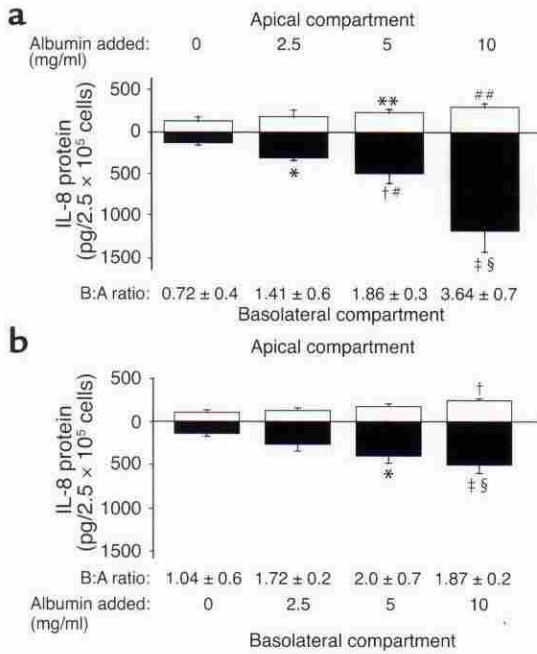 a
Apical compartment
Albumin added: 0 2.5 5 10
(mg/ml)
IL-8 protein
(pg/2.5 × 10⁵ cells)
500
0
500
1000
1500
** ##
* †# ‡§
B:A ratio: 0.72 ± 0.4 1.41 ± 0.6 1.86 ± 0.3 3.64 ± 0.7
Basolateral compartment
b
Apical compartment
IL-8 protein
(pg/2.5 × 10⁵ cells)
500
0
500
1000
1500
†
* ‡§
B:A ratio: 1.04 ± 0.6 1.72 ± 0.2 2.0 ± 0.7 1.87 ± 0.2
Albumin added: 0 2.5 5 10
(mg/ml)
Basolateral compartment